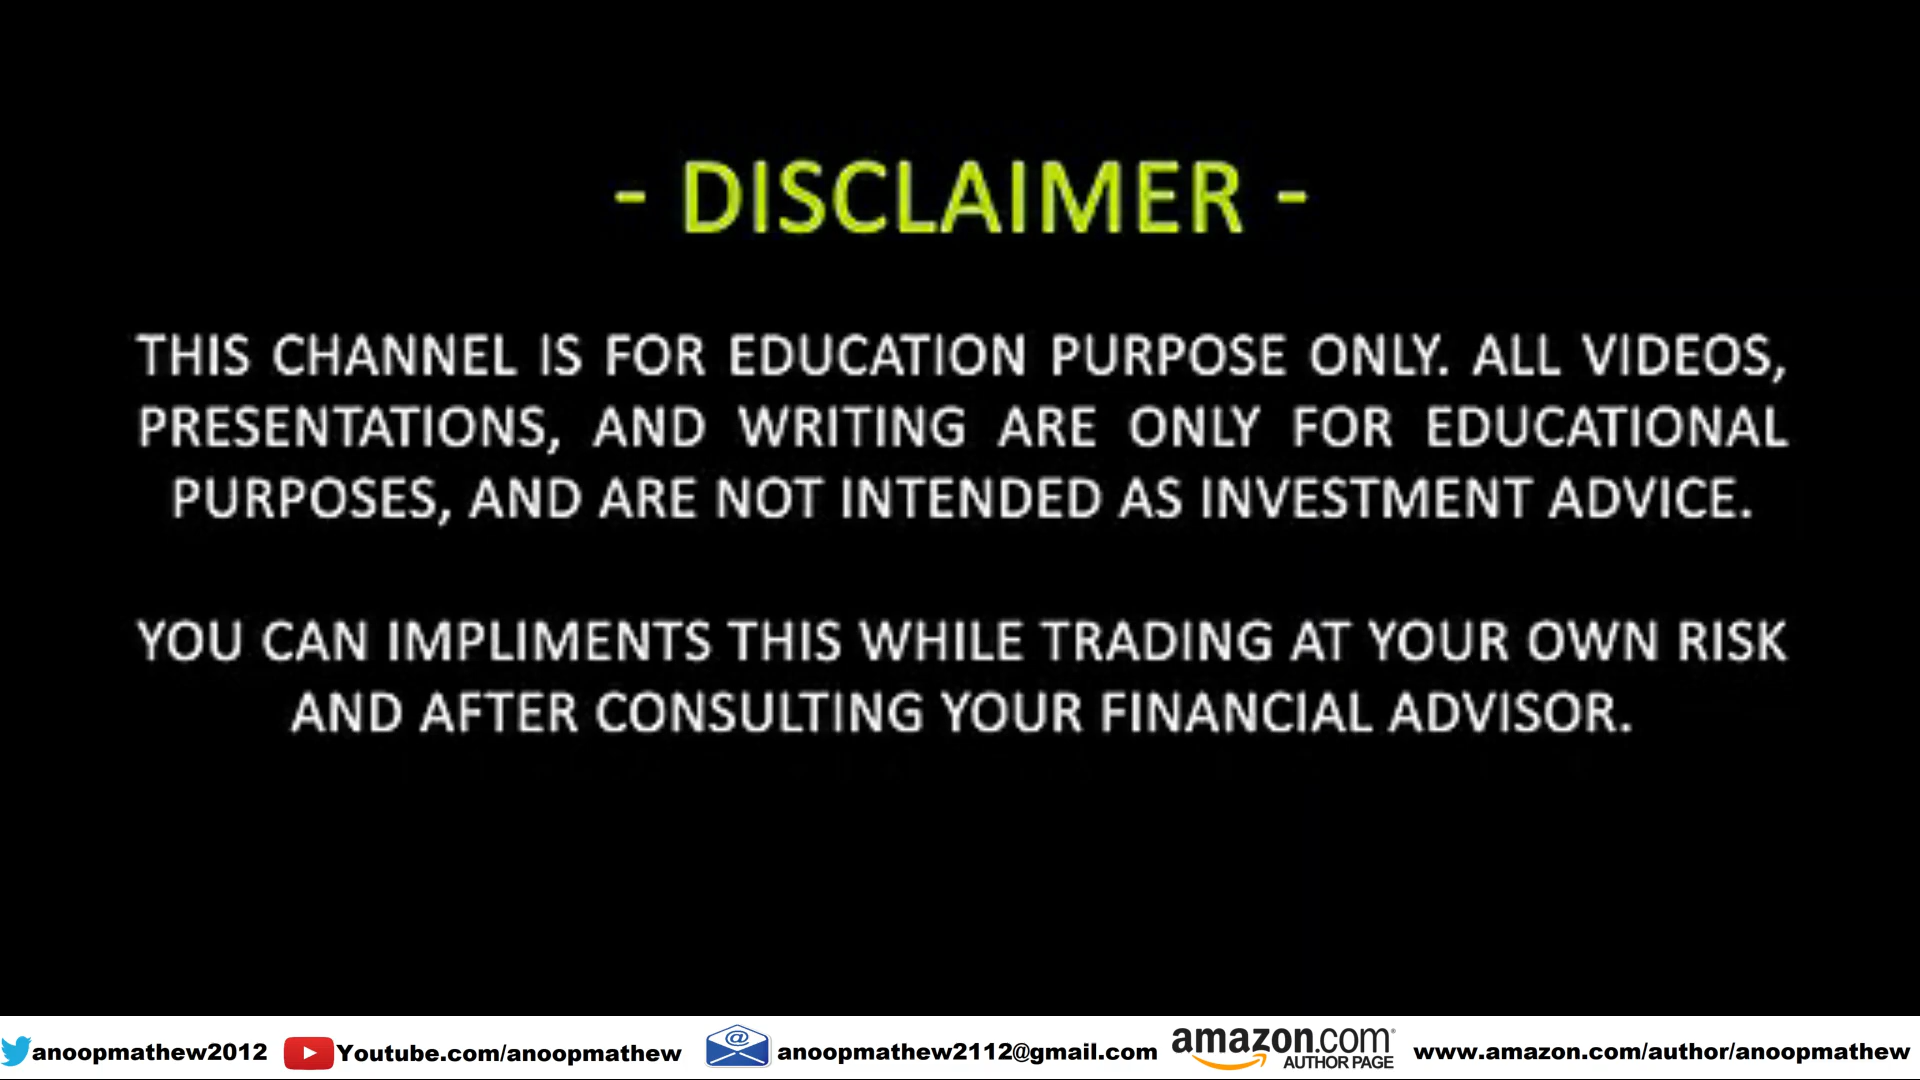 - DISCLAIMER -
THIS CHANNEL IS FOR EDUCATION PURPOSE ONLY. ALL VIDEOS,
PRESENTATIONS, AND WRITING ARE ONLY FOR EDUCATIONAL
PURPOSES, AND ARE NOT INTENDED AS INVESTMENT ADVICE.
YOU CAN IMPLIMENTS THIS WHILE TRADING AT YOUR OWN RISK
AND AFTER CONSULTING YOUR FINANCIAL ADVISOR.
anoopmathew2012 Youtube.com/anoopmathew @ anoopmathew2112@gmail.com amazon.com® AUTHOR PAGE www.amazon.com/author/anoopmathew